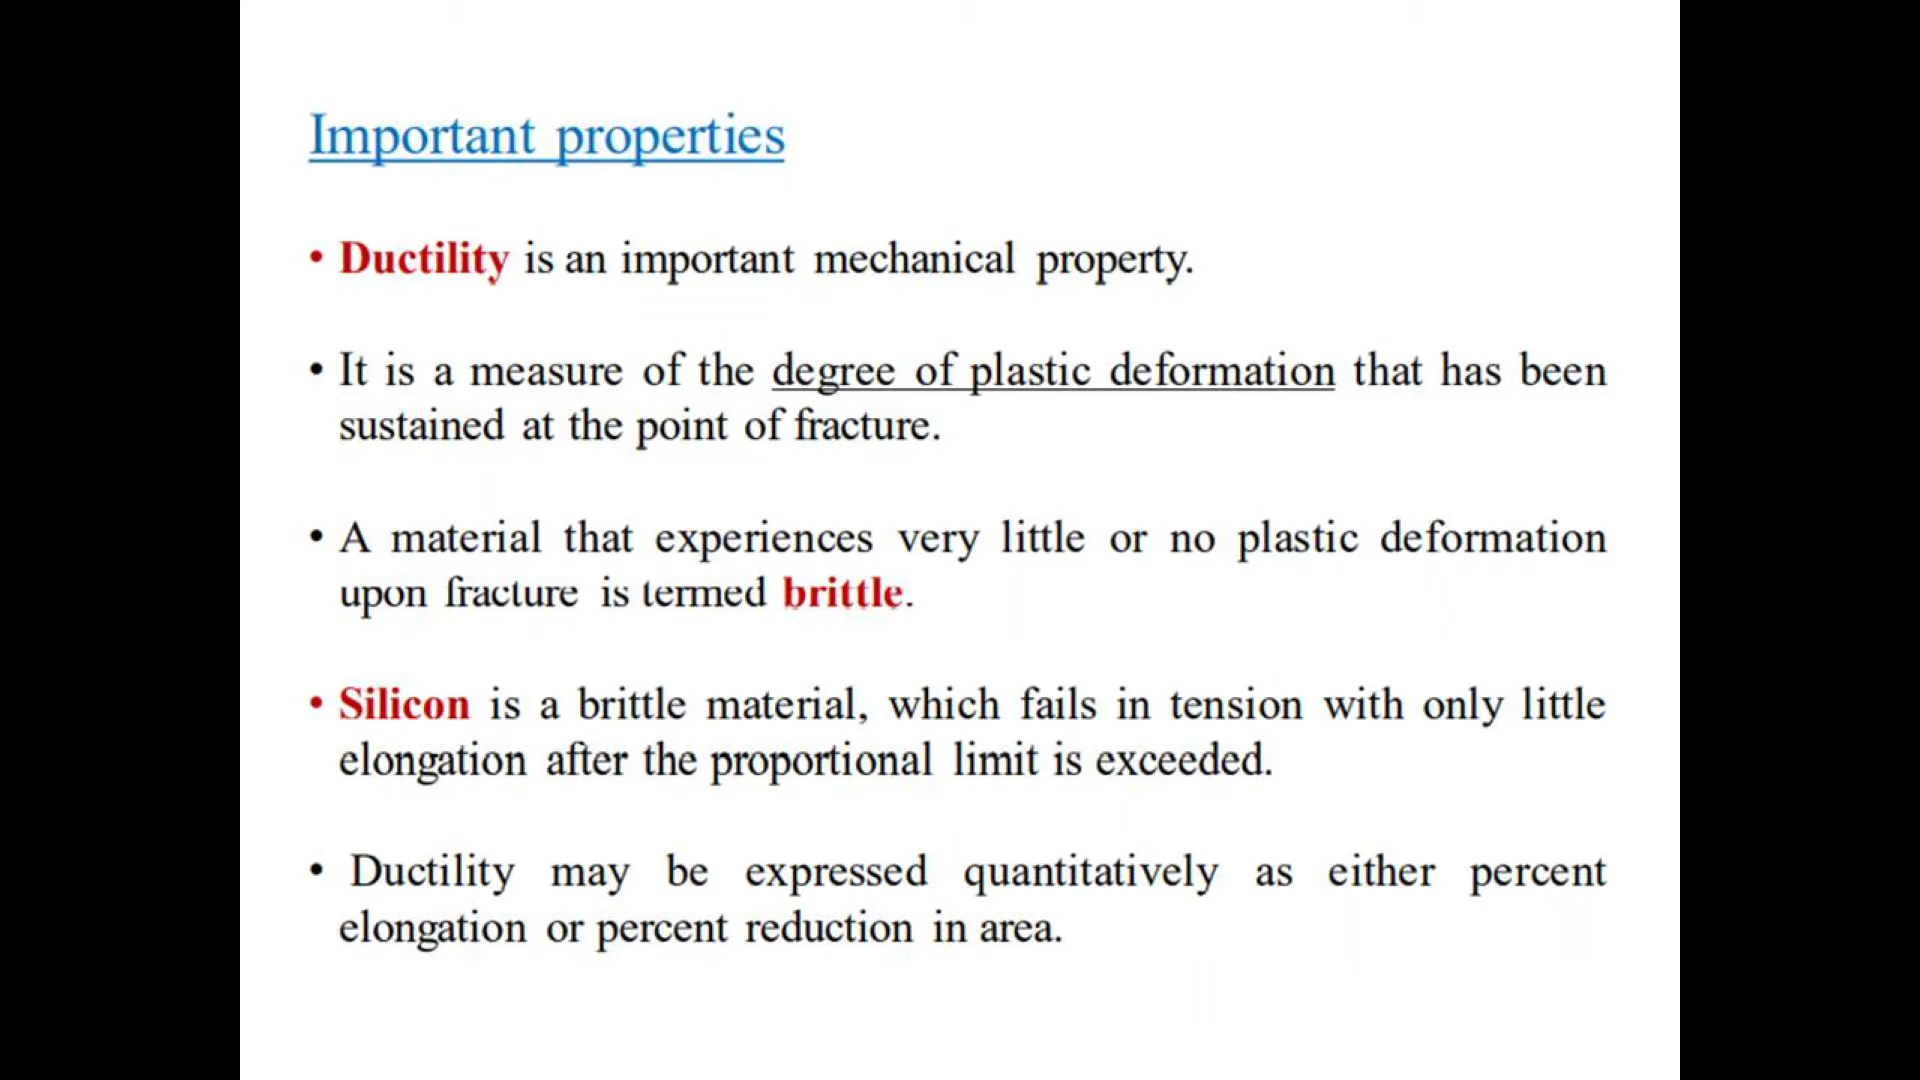 Important properties
• Ductility is an important mechanical property.
• It is a measure of the degree of plastic deformation that has been
sustained at the point of fracture.
• A material that experiences very little or no plastic deformation
upon fracture is termed brittle.
• Silicon is a brittle material, which fails in tension with only little
elongation after the proportional limit is exceeded.
• Ductility may be expressed quantitatively as either percent
elongation or percent reduction in area.